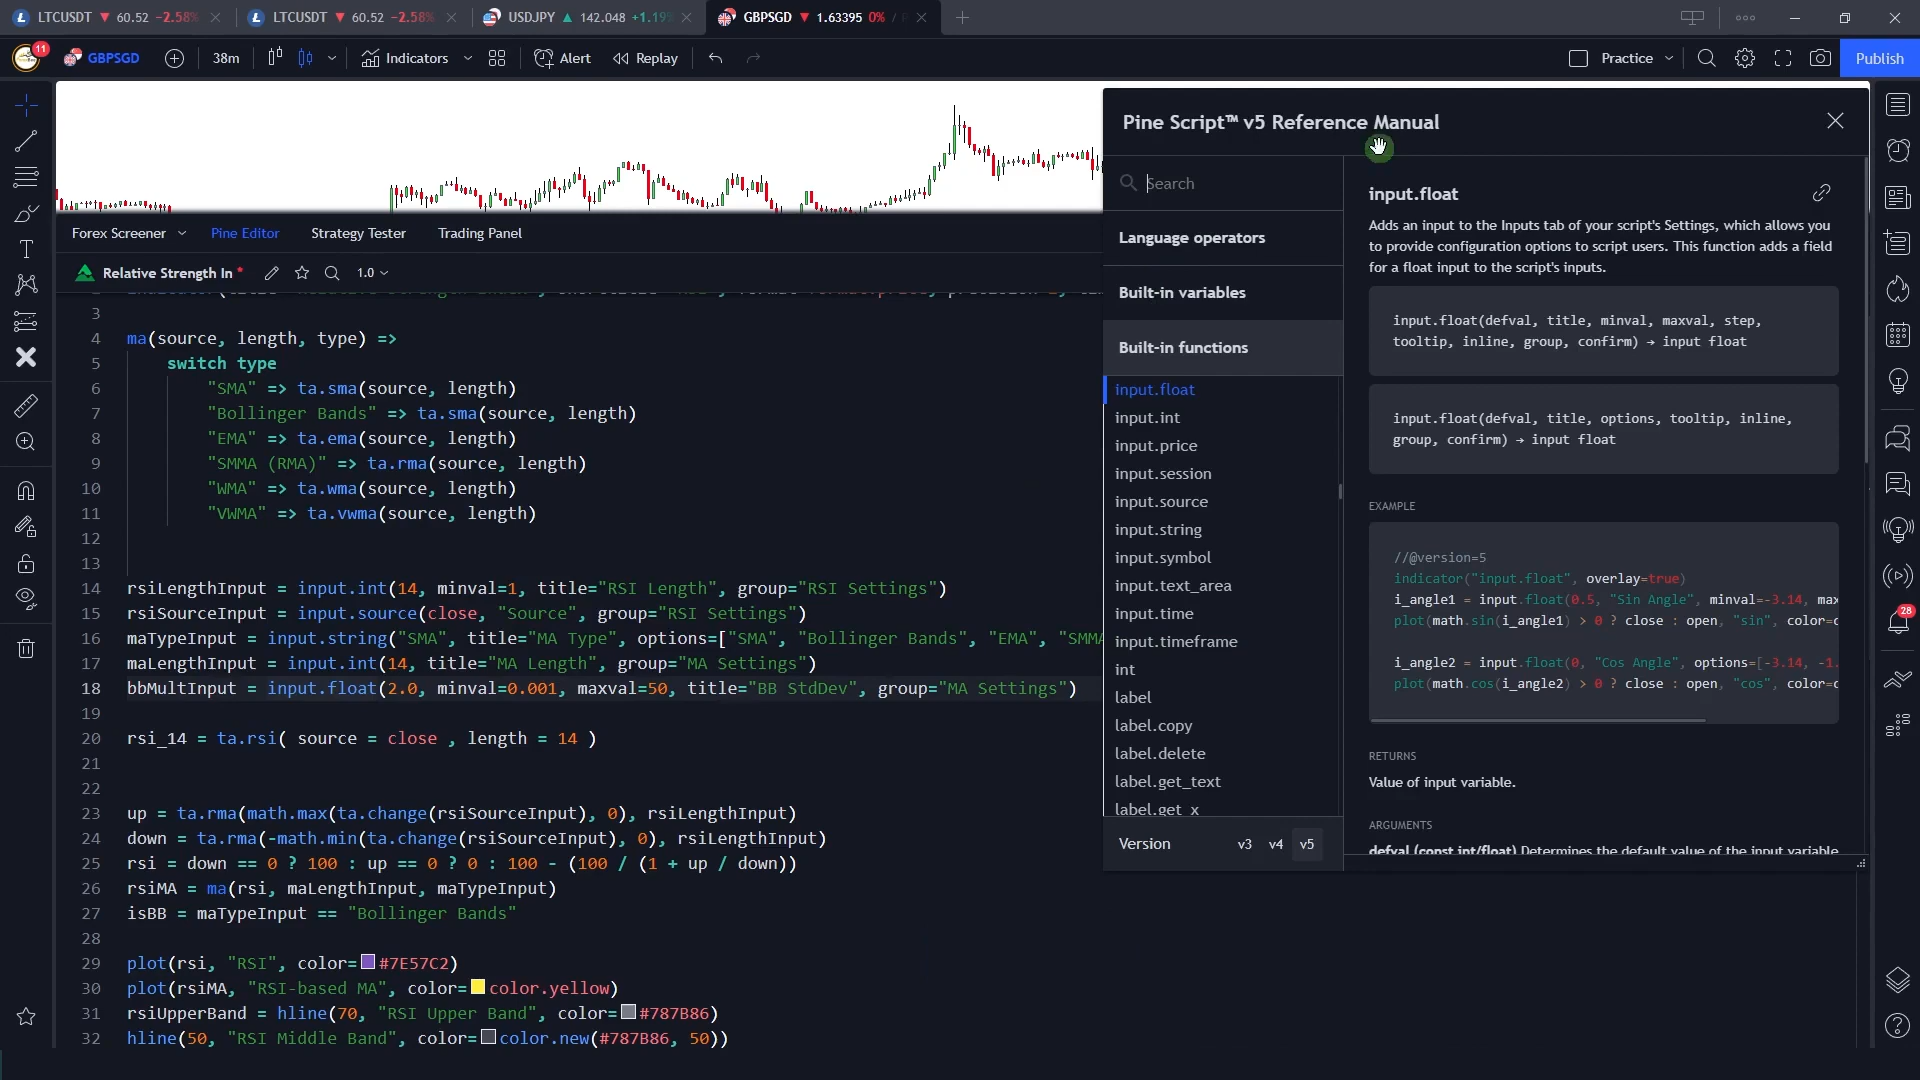 LTCUSDT ▼ 60.52 -2.58%
LTCUSDT ▼ 60.52 -2.58%
USDJPY ▲ 142.048 +1.19%
GBPSGD ▼ 1.63395 0% /
11
GBPSGD
38m
Indicators
Alert
Replay
Practice
Publish
Forex Screener
Pine Editor
Strategy Tester
Trading Panel
Relative Strength In *
1.0
3
4 ma(source, length, type) =>
5 switch type
6 "SMA" => ta.sma(source, length)
7 "Bollinger Bands" => ta.sma(source, length)
8 "EMA" => ta.ema(source, length)
9 "SMMA (RMA)" => ta.rma(source, length)
10 "WMA" => ta.wma(source, length)
11 "VWMA" => ta.vwma(source, length)
12
13
14 rsiLengthInput = input.int(14, minval=1, title="RSI Length", group="RSI Settings")
15 rsiSourceInput = input.source(close, "Source", group="RSI Settings")
16 maTypeInput = input.string("SMA", title="MA Type", options=["SMA", "Bollinger Bands", "EMA", "SMMA
17 maLengthInput = input.int(14, title="MA Length", group="MA Settings")
18 bbMultInput = input.float(2.0, minval=0.001, maxval=50, title="BB StdDev", group="MA Settings")
19
20 rsi_14 = ta.rsi( source = close , length = 14 )
21
22
23 up = ta.rma(math.max(ta.change(rsiSourceInput), 0), rsiLengthInput)
24 down = ta.rma(-math.min(ta.change(rsiSourceInput), 0), rsiLengthInput)
25 rsi = down == 0 ? 100 : up == 0 ? 0 : 100 - (100 / (1 + up / down))
26 rsiMA = ma(rsi, maLengthInput, maTypeInput)
27 isBB = maTypeInput == "Bollinger Bands"
28
29 plot(rsi, "RSI", color=#7E57C2)
30 plot(rsiMA, "RSI-based MA", color=color.yellow)
31 rsiUpperBand = hline(70, "RSI Upper Band", color=#787B86)
32 hline(50, "RSI Middle Band", color=color.new(#787B86, 50))
Pine Script™ v5 Reference Manual
Search
Language operators
Built-in variables
Built-in functions
input.float
input.int
input.price
input.session
input.source
input.string
input.symbol
input.text_area
input.time
input.timeframe
int
label
label.copy
label.delete
label.get_text
label.get_x
Version v3 v4 v5
input.float
Adds an input to the Inputs tab of your script's Settings, which allows you
to provide configuration options to script users. This function adds a field
for a float input to the script's inputs.
input.float(defval, title, minval, maxval, step,
tooltip, inline, group, confirm) → input float
input.float(defval, title, options, tooltip, inline,
group, confirm) → input float
EXAMPLE
//@version=5
indicator("input.float", overlay=true)
i_angle1 = input.float(0.5, "Sin Angle", minval=-3.14, max
plot(math.sin(i_angle1) > 0 ? close : open, "sin", color=c
i_angle2 = input.float(0, "Cos Angle", options=[-3.14, -1.
plot(math.cos(i_angle2) > 0 ? close : open, "cos", color=c
RETURNS
Value of input variable.
ARGUMENTS
defval (const int/float) Determines the default value of the input variable
28